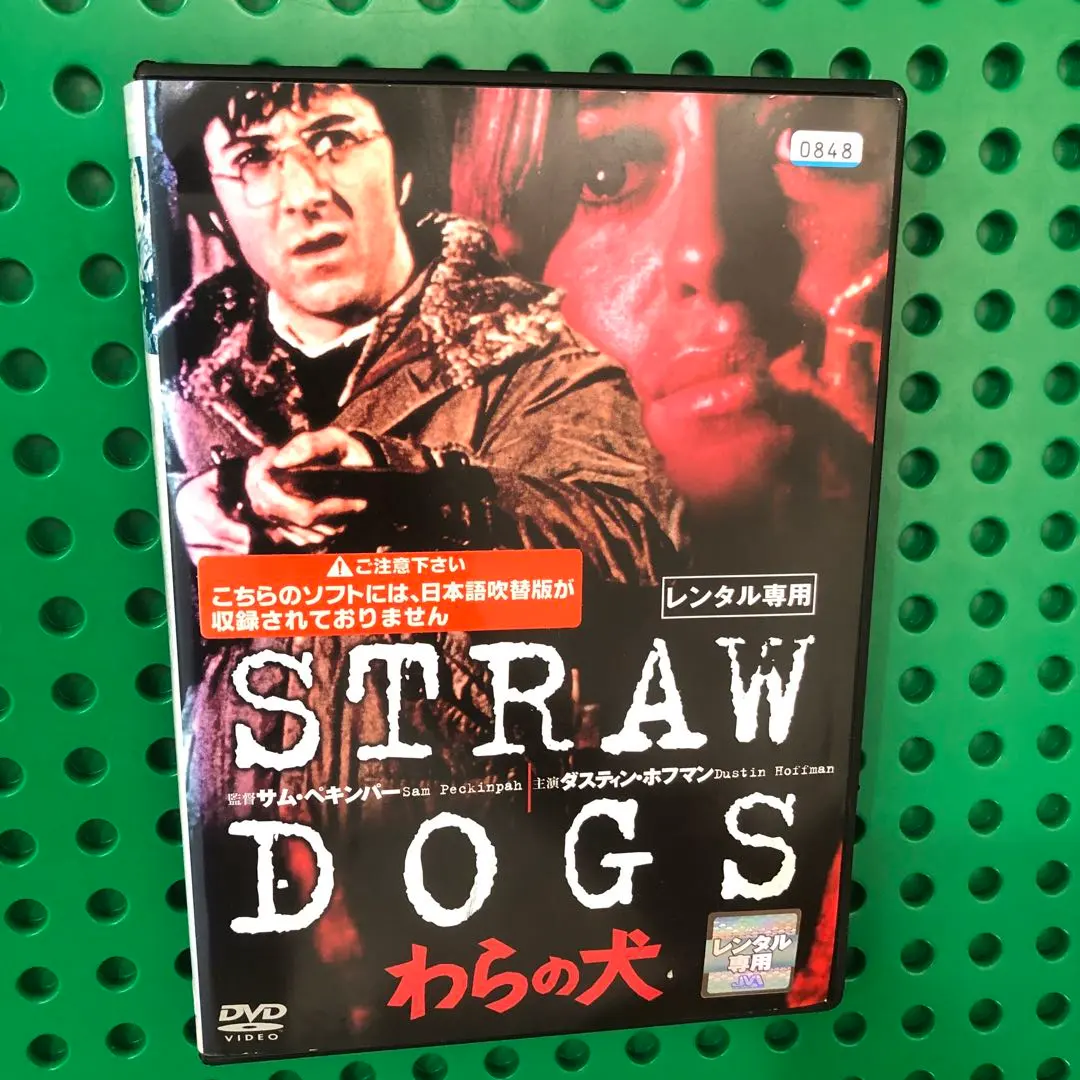 0848
⚠ご注意下さい
こちらのソフトには、日本語吹替版が
収録されておりません
レンタル専用
STRAW
監督サム・ペキンパーSam Peckinpah
主演ダスティン・ホフマンDustin Hoffman
DOGS
わらの犬
レンタル
専用
JVA
DVD
VIDEO